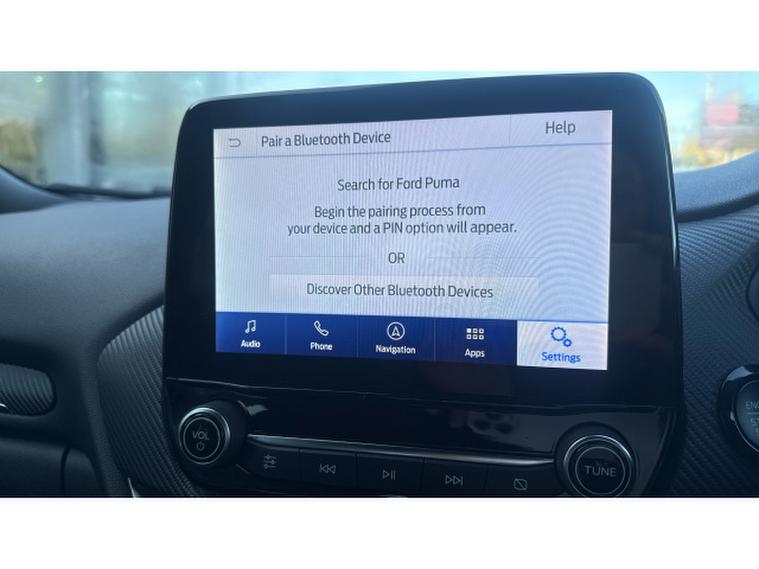 Pair a Bluetooth Device
Help
Search for Ford Puma
Begin the pairing process from
your device and a PIN option will appear.
OR
Discover Other Bluetooth Devices
Audio
Phone
Navigation
Apps
Settings
VOL
TUNE